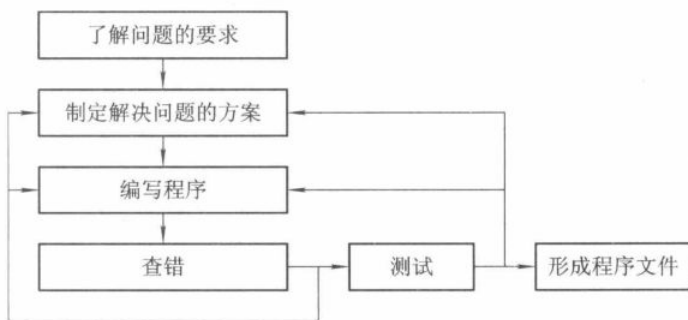 了解问题的要求
制定解决问题的方案
编写程序
查错
测试
形成程序文件